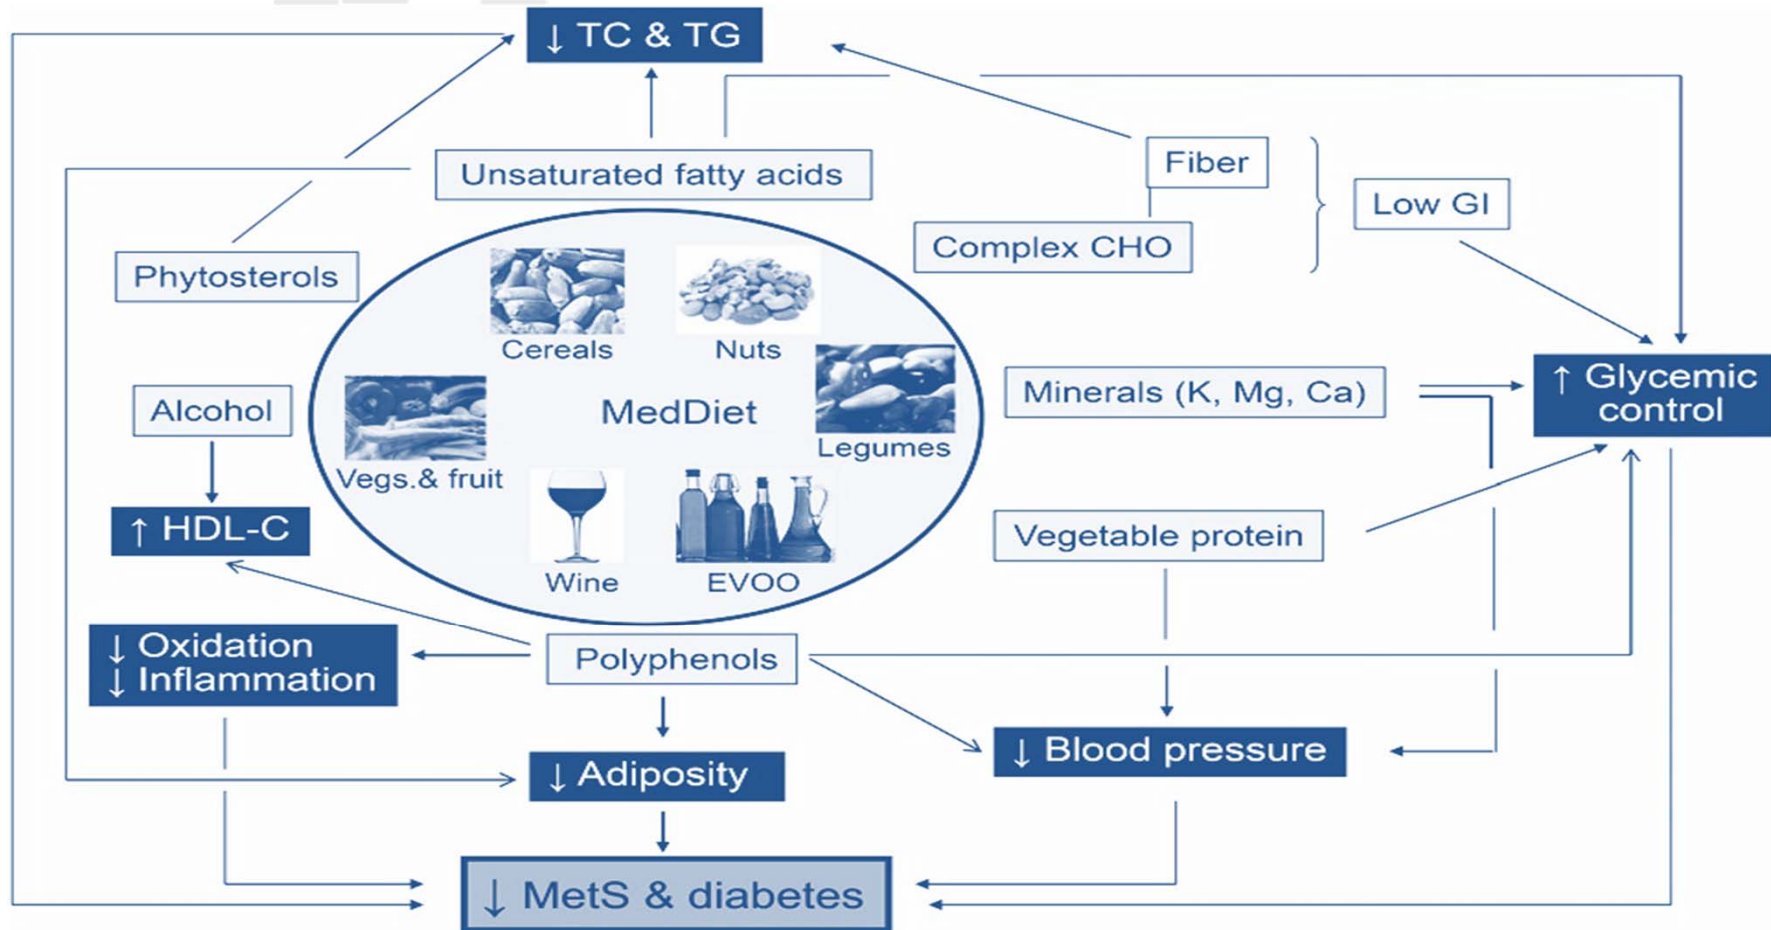 ↓ TC & TG
Unsaturated fatty acids
Fiber
Low GI
Complex CHO
Phytosterols
Cereals
Nuts
Legumes
MedDiet
Vegs.& fruit
Wine
EVOO
Minerals (K, Mg, Ca)
↑ Glycemic
control
Alcohol
↑ HDL-C
Vegetable protein
↓ Oxidation
↓ Inflammation
Polyphenols
↓ Blood pressure
↓ Adiposity
↓ MetS & diabetes